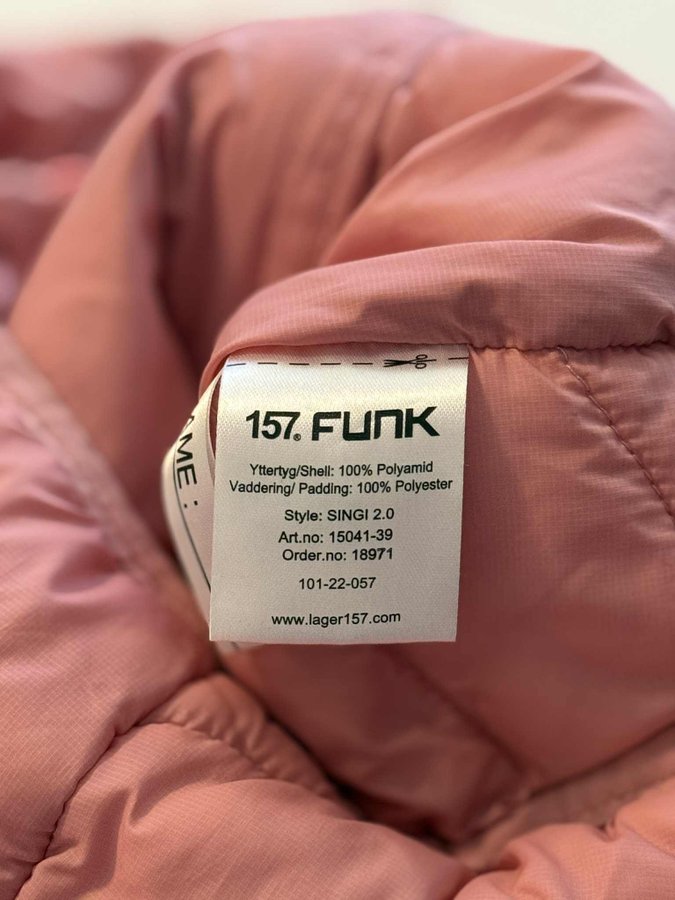 157. FUNK
Yttertyg/Shell: 100% Polyamid
Vaddering/ Padding: 100% Polyester
Style: SINGI 2.0
Art.no: 15041-39
Order.no: 18971
101-22-057
www.lager157.com
ME :